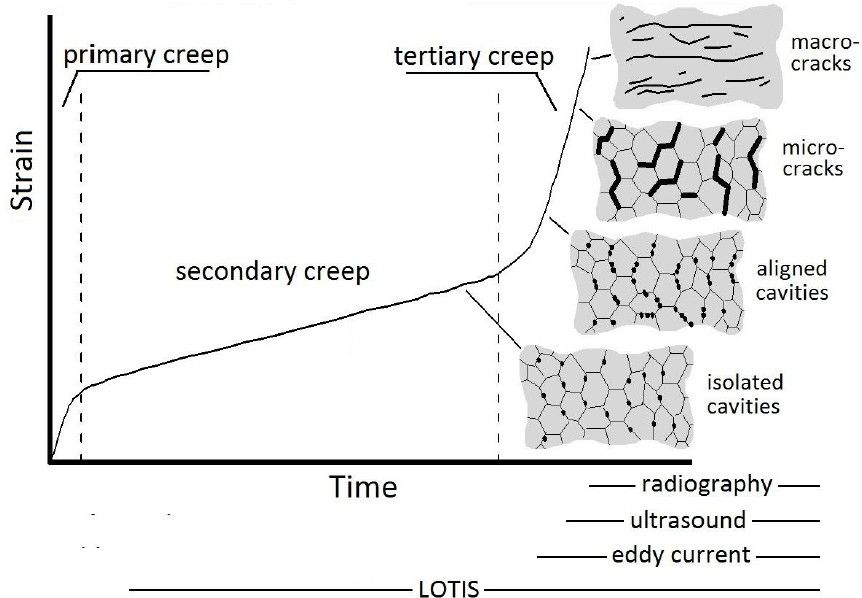 primary creep
tertiary creep
macro-
cracks
micro-
cracks
Strain
secondary creep
aligned
cavities
isolated
cavities
Time
radiography
ultrasound
eddy current
LOTIS